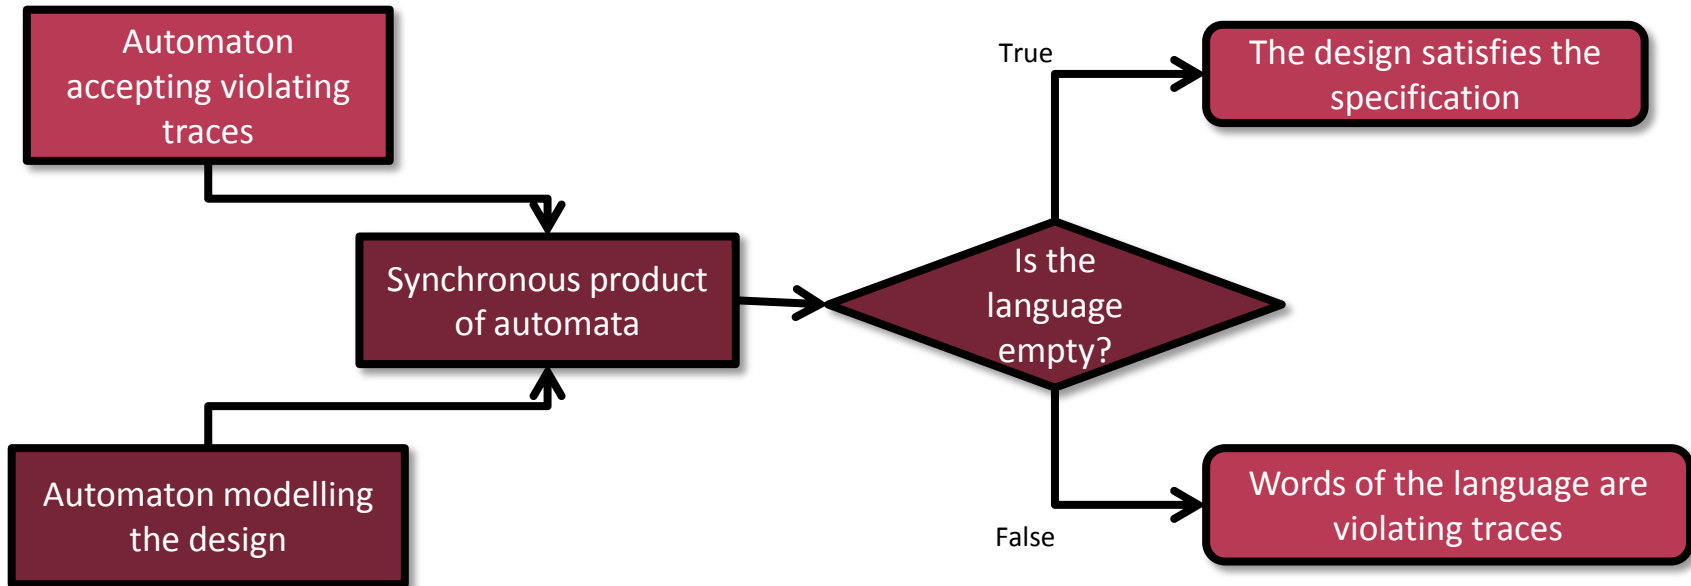 Automaton
accepting violating
traces
Automaton modelling
the design
Synchronous product
of automata
Is the
language
empty?
True
The design satisfies the
specification
False
Words of the language are
violating traces